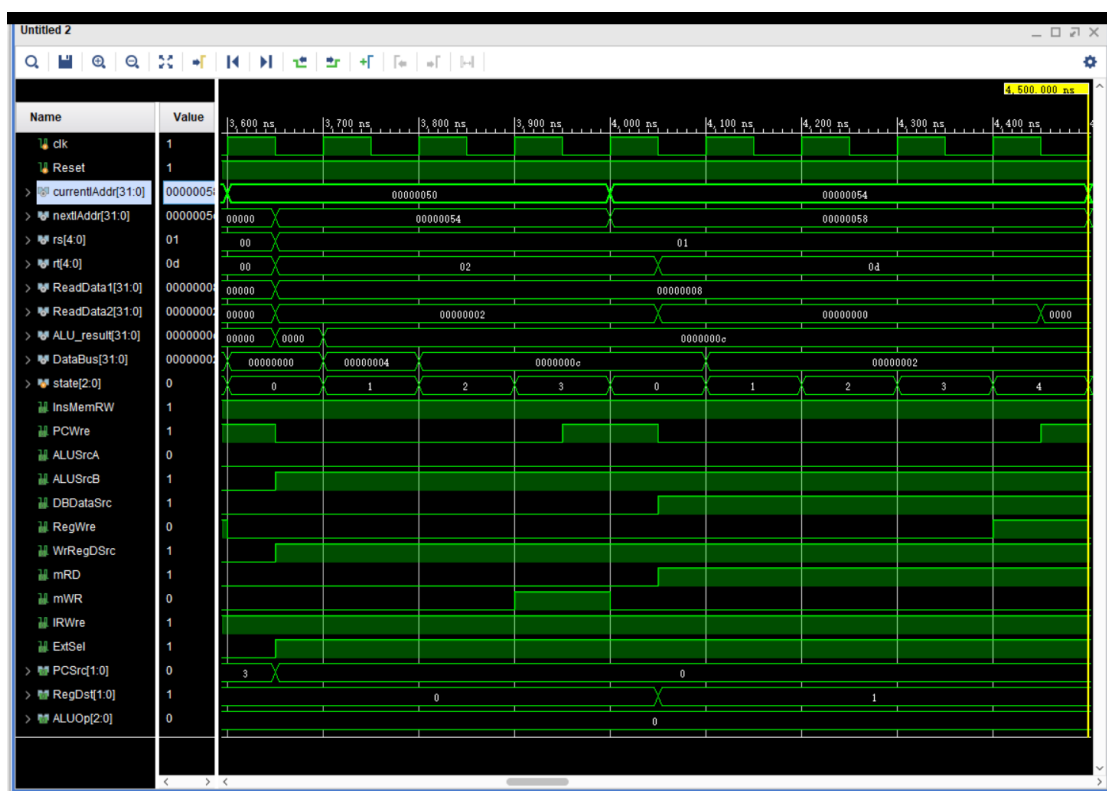 Untitled 2
4,500.000 ns
Name Value 3,600 ns 3,700 ns 3,800 ns 3,900 ns 4,000 ns 4,100 ns 4,200 ns 4,300 ns 4,400 ns
clk 1
Reset 1
currentIAddr[31:0] 0000005 00000050 00000054
nextIAddr[31:0] 0000005 00000 00000054 00000058
rs[4:0] 01 00 01
rt[4:0] 0d 00 02 0d
ReadData1[31:0] 0000000 00000 00000008
ReadData2[31:0] 0000000 00000 00000002 00000000 0000
ALU_result[31:0] 0000000 00000 0000 0000000c
DataBus[31:0] 0000000 00000000 00000004 0000000c 00000002
state[2:0] 0 0 1 2 3 0 1 2 3 4
InsMemRW 1
PCWre 1
ALUSrcA 0
ALUSrcB 1
DBDataSrc 1
RegWre 0
WrRegDSrc 1
mRD 1
mWR 0
IRWre 1
ExtSel 1
PCSrc[1:0] 0 3 0
RegDst[1:0] 1 0 1
ALUOp[2:0] 0 0